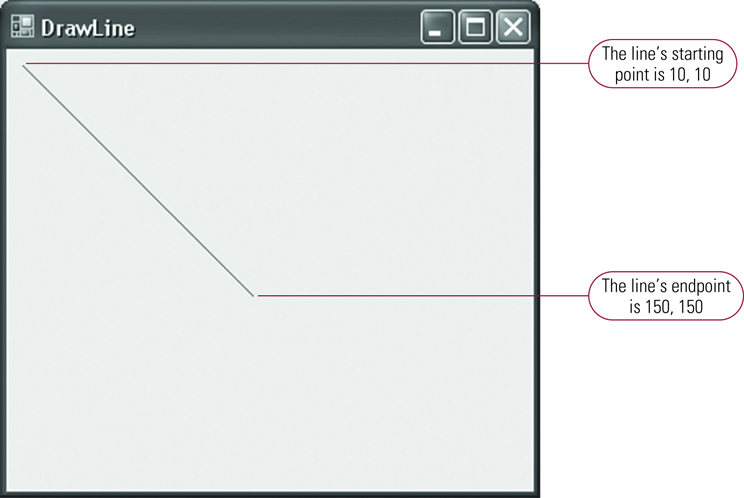 DrawLine
The line’s starting
point is 10, 10
The line’s endpoint
is 150, 150